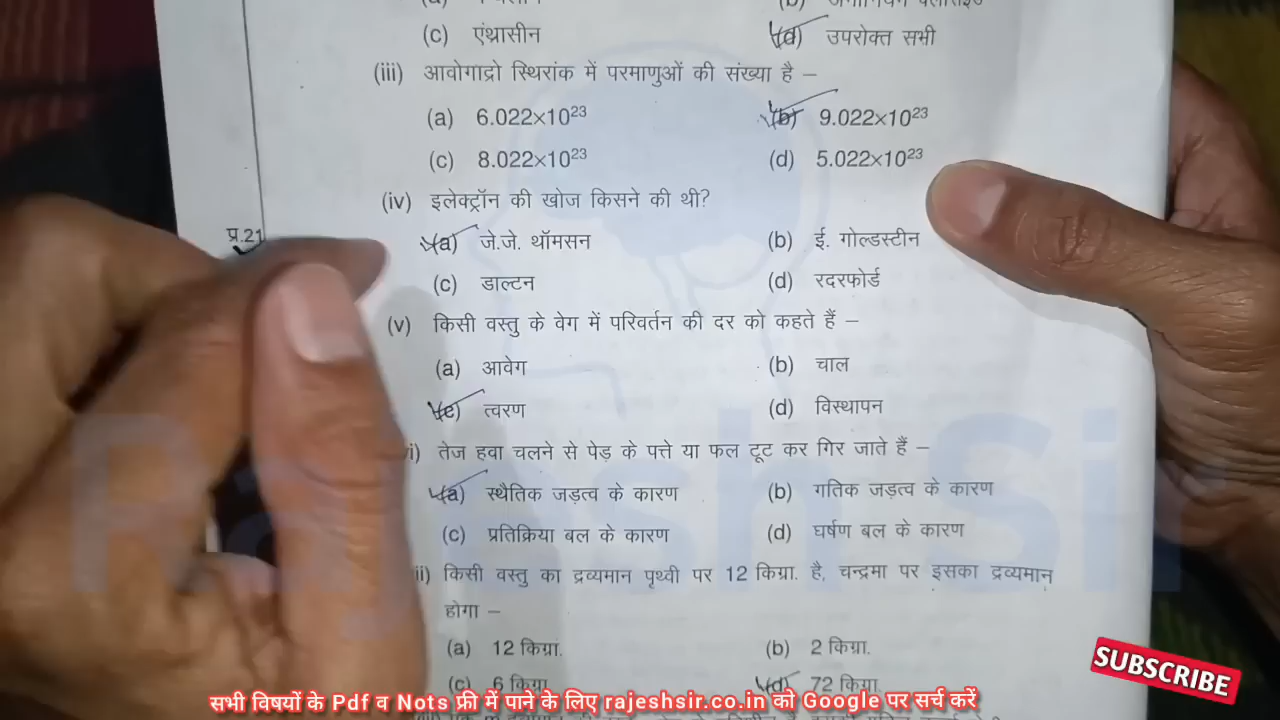 (c) एंथ्रासीन (d) उपरोक्त सभी
(iii) आवोगाद्रो स्थिरांक में परमाणुओं की संख्या है –
(a) 6.022×10²³ (b) 9.022×10²³
(c) 8.022×10²³ (d) 5.022×10²³
(iv) इलेक्ट्रॉन की खोज किसने की थी?
प्र.21
(a) जे.जे. थॉमसन (b) ई. गोल्डस्टीन
(c) डाल्टन (d) रदरफोर्ड
(v) किसी वस्तु के वेग में परिवर्तन की दर को कहते हैं –
(a) आवेग (b) चाल
(c) त्वरण (d) विस्थापन
i) तेज हवा चलने से पेड़ के पत्ते या फल टूट कर गिर जाते हैं –
(a) स्थैतिक जड़त्व के कारण (b) गतिक जड़त्व के कारण
(c) प्रतिक्रिया बल के कारण (d) घर्षण बल के कारण
ii) किसी वस्तु का द्रव्यमान पृथ्वी पर 12 किग्रा. है, चन्द्रमा पर इसका द्रव्यमान
होगा –
(a) 12 किग्रा. (b) 2 किग्रा.
(c) 6 किग्रा (d) 72 किग्रा
Rajesh Sir
SUBSCRIBE
सभी विषयों के Pdf व Nots फ्री में पाने के लिए rajeshsir.co.in को Google पर सर्च करें